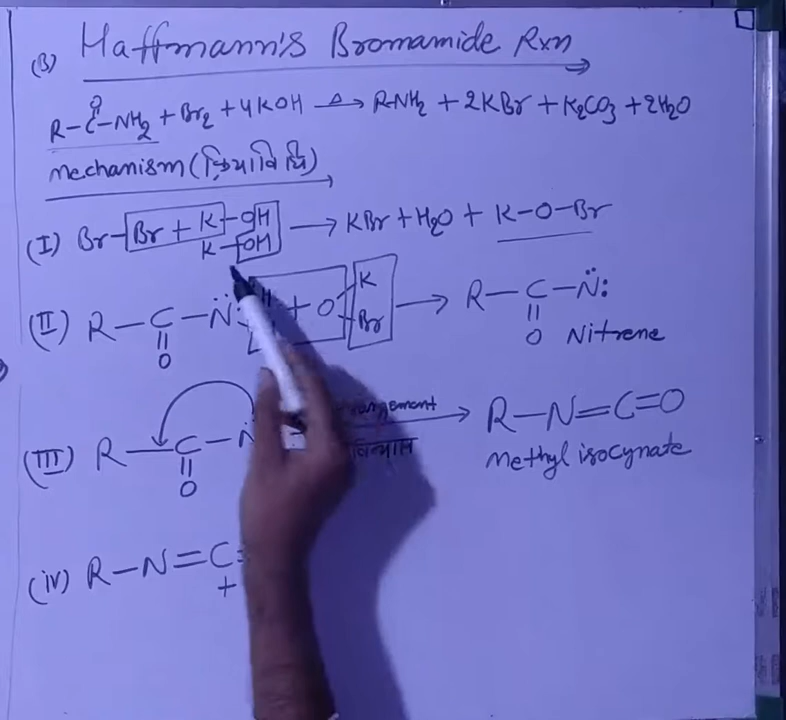 (B) Haffmann's Bromamide Rxn
O
R-C-NH2 + Br2 + 4KOH →Δ R-NH2 + 2KBr + K2CO3 + 2H2O
mechanism (क्रियाविधि)
(I) Br-Br + K-OH → KBr + H2O + K-O-Br
K-OH
(II) R-C-N: + O K Br → R-C-N:
O O Nitrene
(III) R-C-N → R-N=C=O
O methyl isocynate
(iv) R-N=C
+